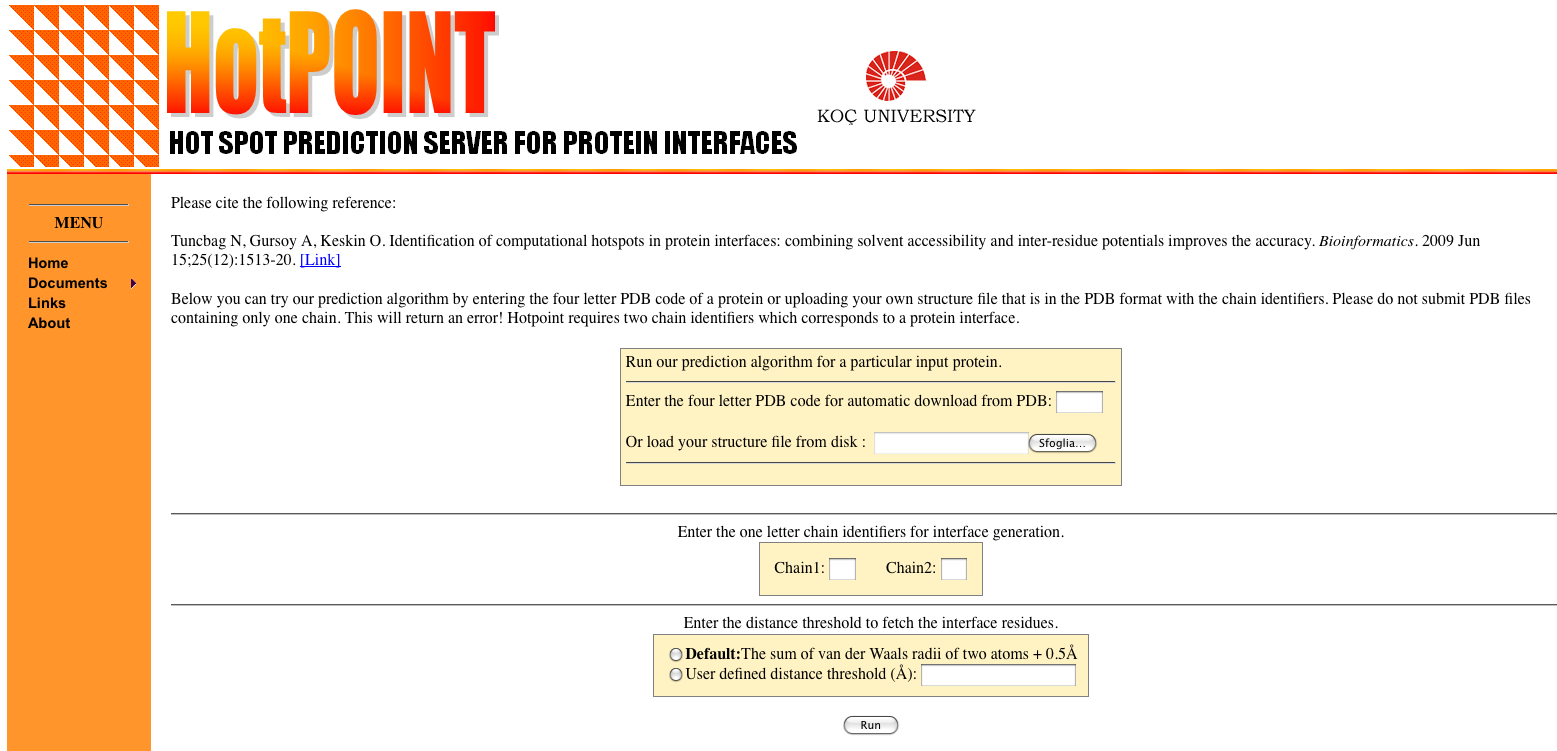 HotPOINT
KOÇ UNIVERSITY
HOT SPOT PREDICTION SERVER FOR PROTEIN INTERFACES
MENU
Home
Documents
Links
About
Please cite the following reference:
Tuncbag N, Gursoy A, Keskin O. Identification of computational hotspots in protein interfaces: combining solvent accessibility and inter-residue potentials improves the accuracy. Bioinformatics. 2009 Jun
15;25(12):1513-20. [Link]
Below you can try our prediction algorithm by entering the four letter PDB code of a protein or uploading your own structure file that is in the PDB format with the chain identifiers. Please do not submit PDB files
containing only one chain. This will return an error! Hotpoint requires two chain identifiers which corresponds to a protein interface.
Run our prediction algorithm for a particular input protein.
Enter the four letter PDB code for automatic download from PDB:
Or load your structure file from disk : Sfoglia...
Enter the one letter chain identifiers for interface generation.
Chain1: Chain2:
Enter the distance threshold to fetch the interface residues.
Default:The sum of van der Waals radii of two atoms + 0.5Å
User defined distance threshold (Å):
Run